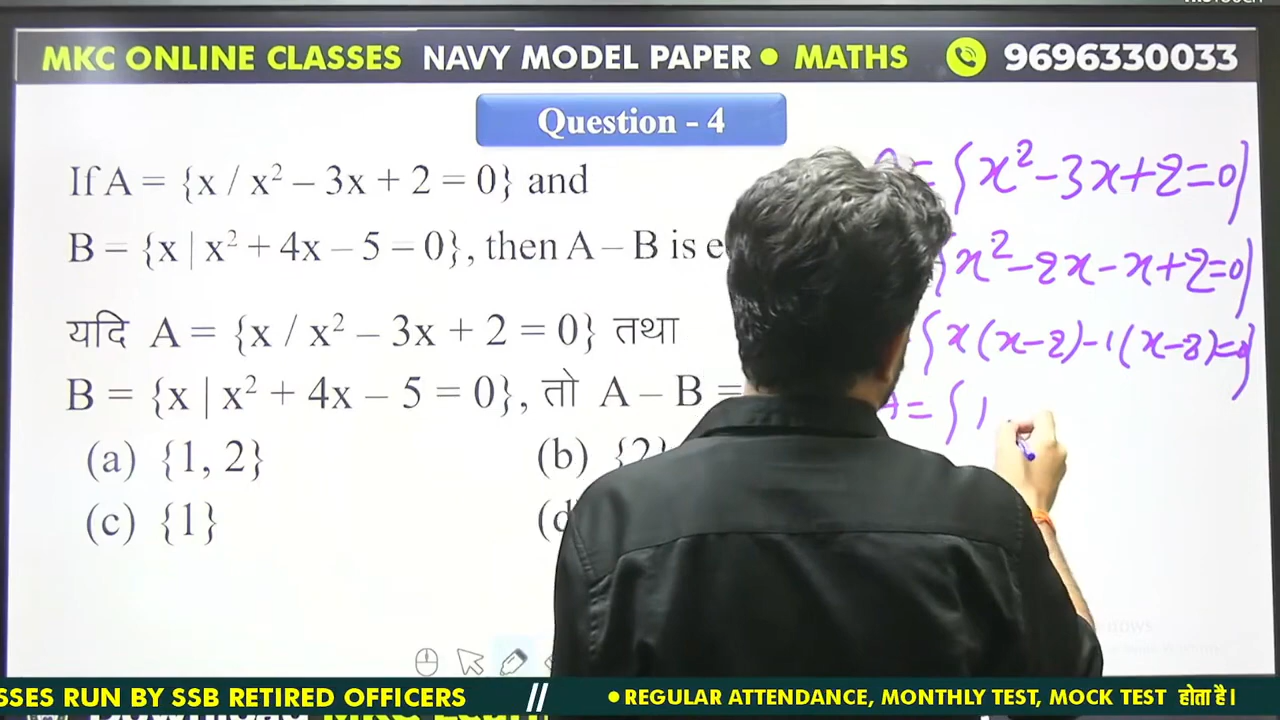 MKC ONLINE CLASSES NAVY MODEL PAPER • MATHS 9696330033
Question - 4
If A = {x / x² – 3x + 2 = 0} and
B = {x | x² + 4x – 5 = 0}, then A – B is
यदि A = {x / x² – 3x + 2 = 0} तथा
B = {x | x² + 4x – 5 = 0}, तो A – B =
(a) {1, 2}
(b) {2}
(c) {1}
(d
= {x²-3x+2=0}
{x²-2x-x+2=0}
{x(x-2)-1(x-2)=0}
A = {1
SSES RUN BY SSB RETIRED OFFICERS // • REGULAR ATTENDANCE, MONTHLY TEST, MOCK TEST होता है।